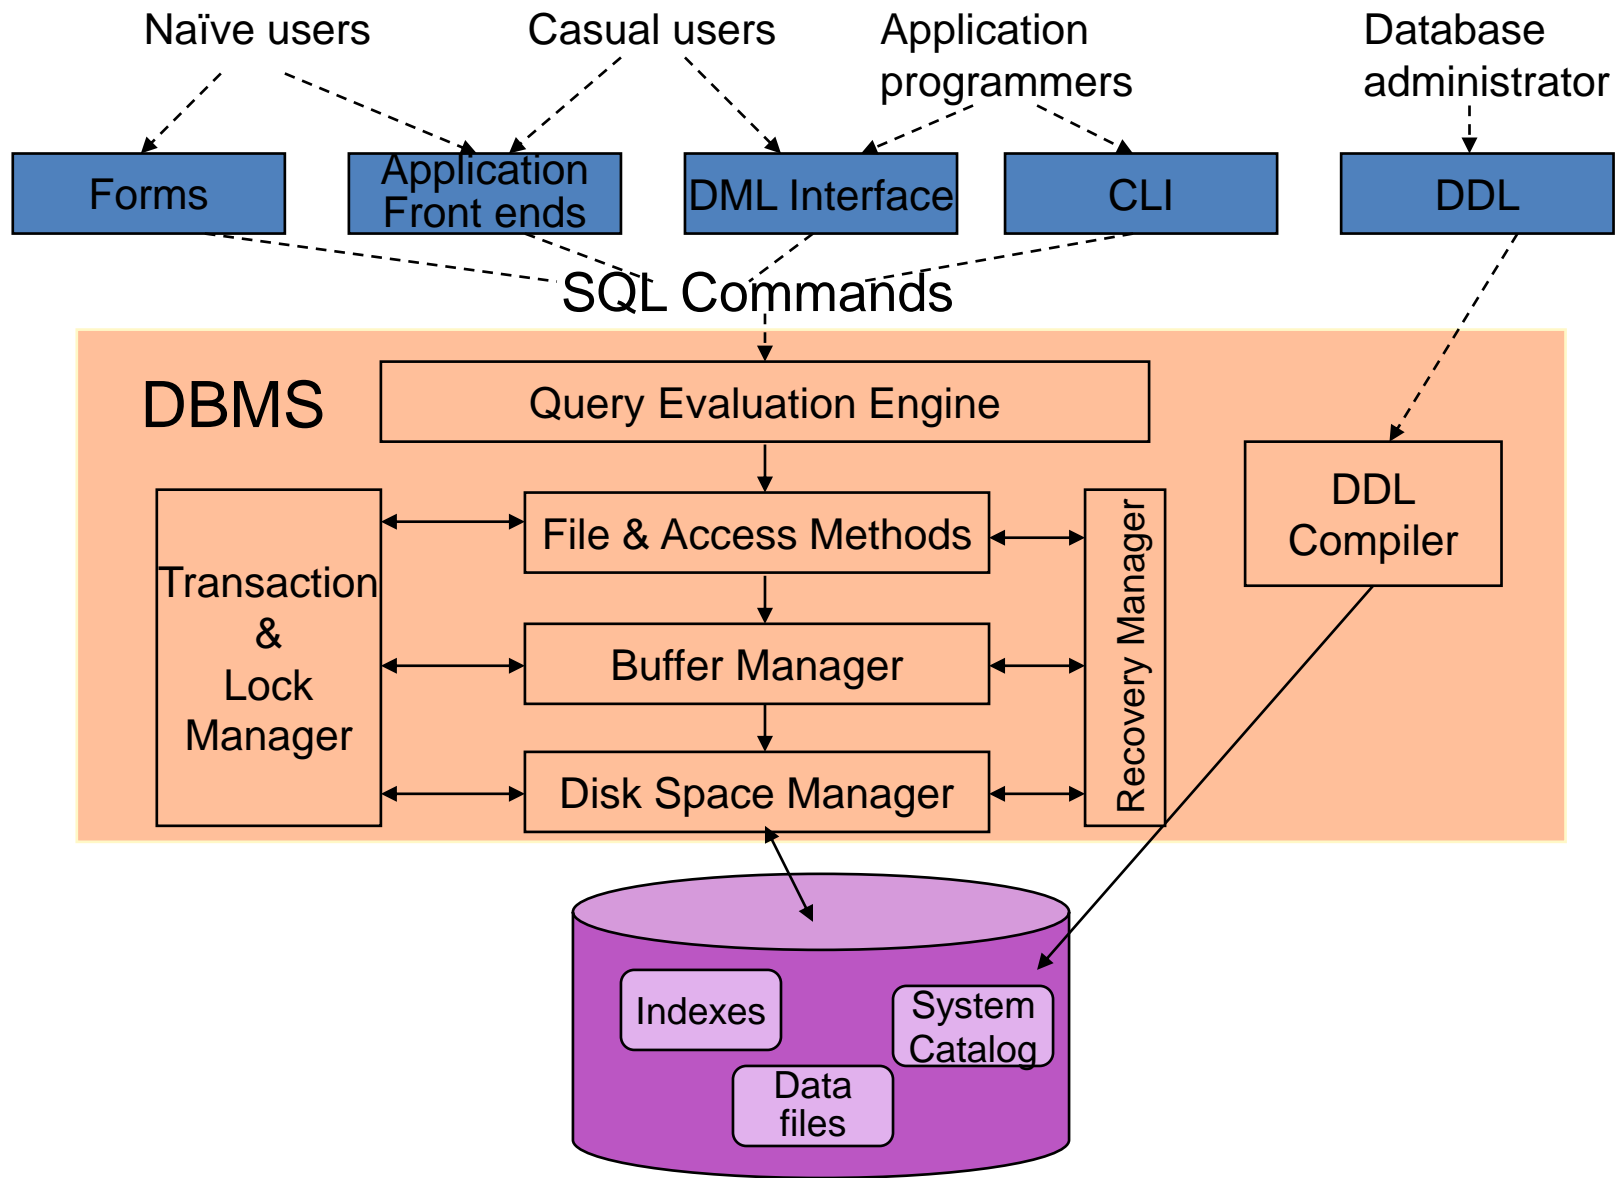 Naïve users
Casual users
Application
programmers
Database
administrator
Forms
Application
Front ends
DML Interface
CLI
DDL
SQL Commands
DBMS
Query Evaluation Engine
DDL
Compiler
File & Access Methods
Transaction
&
Lock
Manager
Buffer Manager
Recovery Manager
Disk Space Manager
Indexes
System
Catalog
Data
files